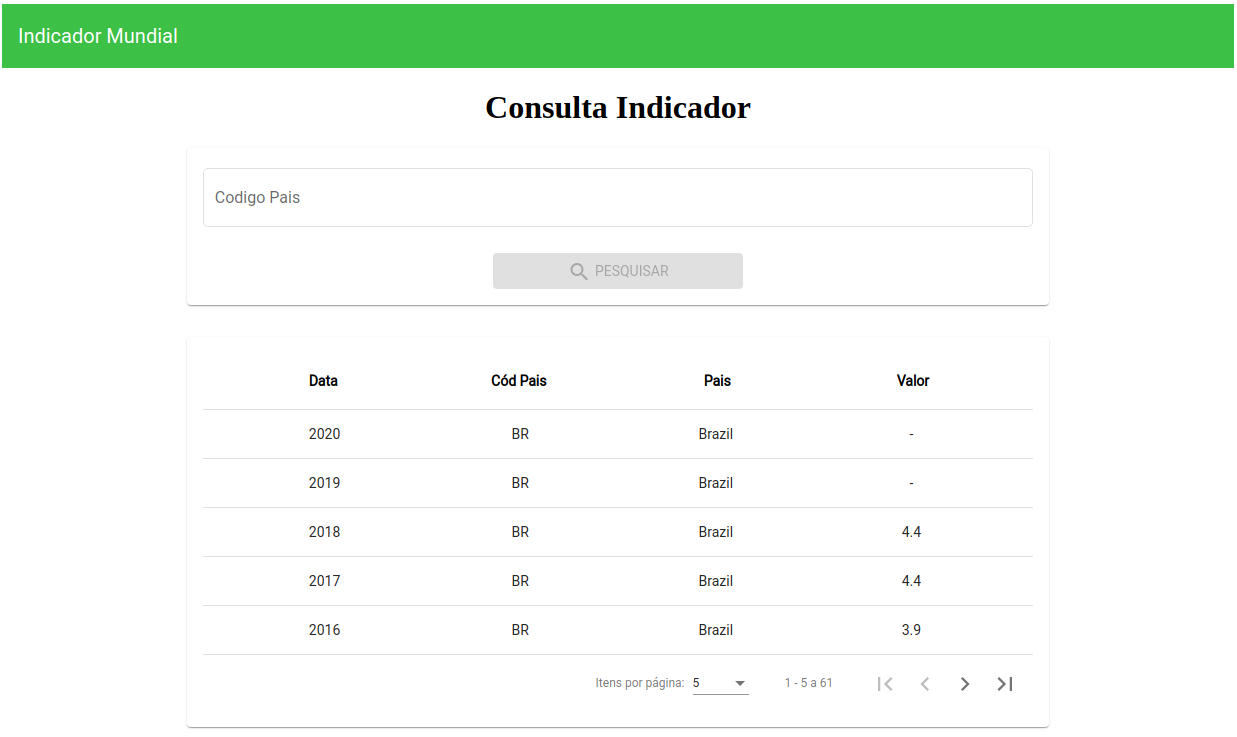 Indicador Mundial
Consulta Indicador
Codigo Pais
PESQUISAR
Data Cód Pais Pais Valor
2020 BR Brazil -
2019 BR Brazil -
2018 BR Brazil 4.4
2017 BR Brazil 4.4
2016 BR Brazil 3.9
Itens por página: 5 1 - 5 a 61